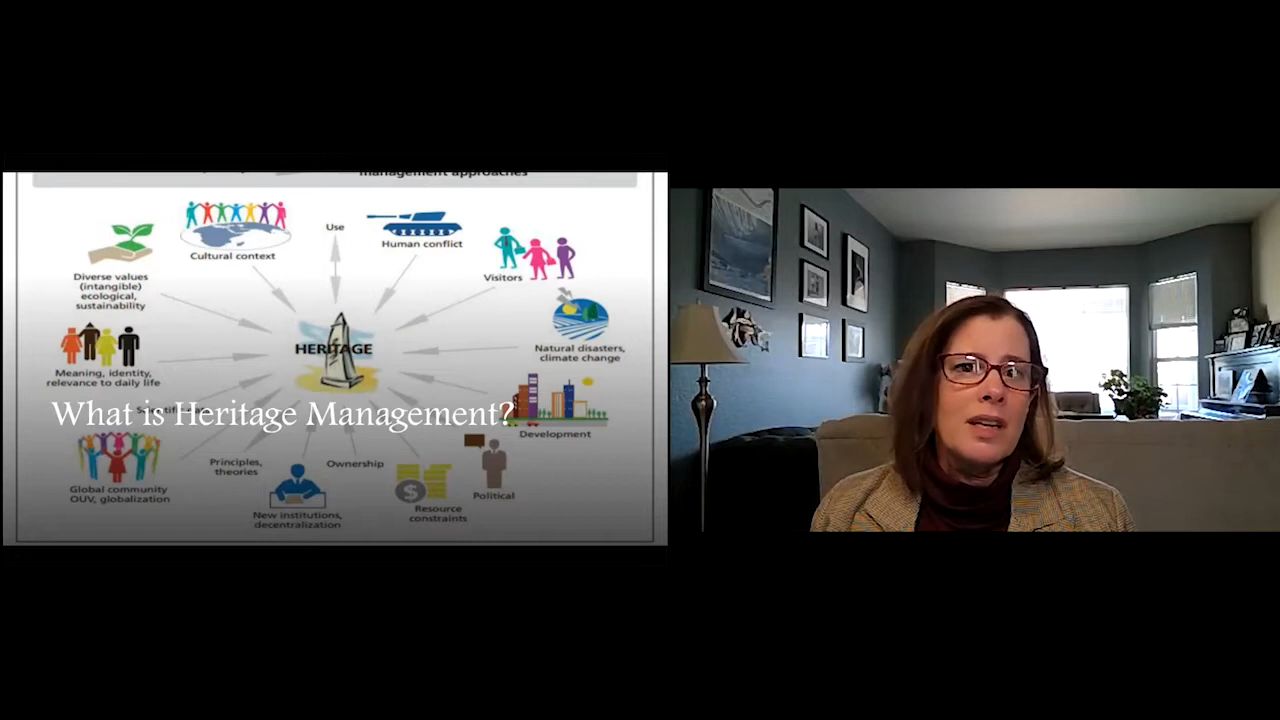 management approaches
Use
Human conflict
Cultural context
Visitors
Diverse values
(intangible)
ecological,
sustainability
HERITAGE
Natural disasters,
climate change
Meaning, identity,
relevance to daily life
What is Heritage Management?
Development
Principles,
theories
Ownership
Global community
OUV, globalization
$
Political
Resource
constraints
New institutions,
decentralization